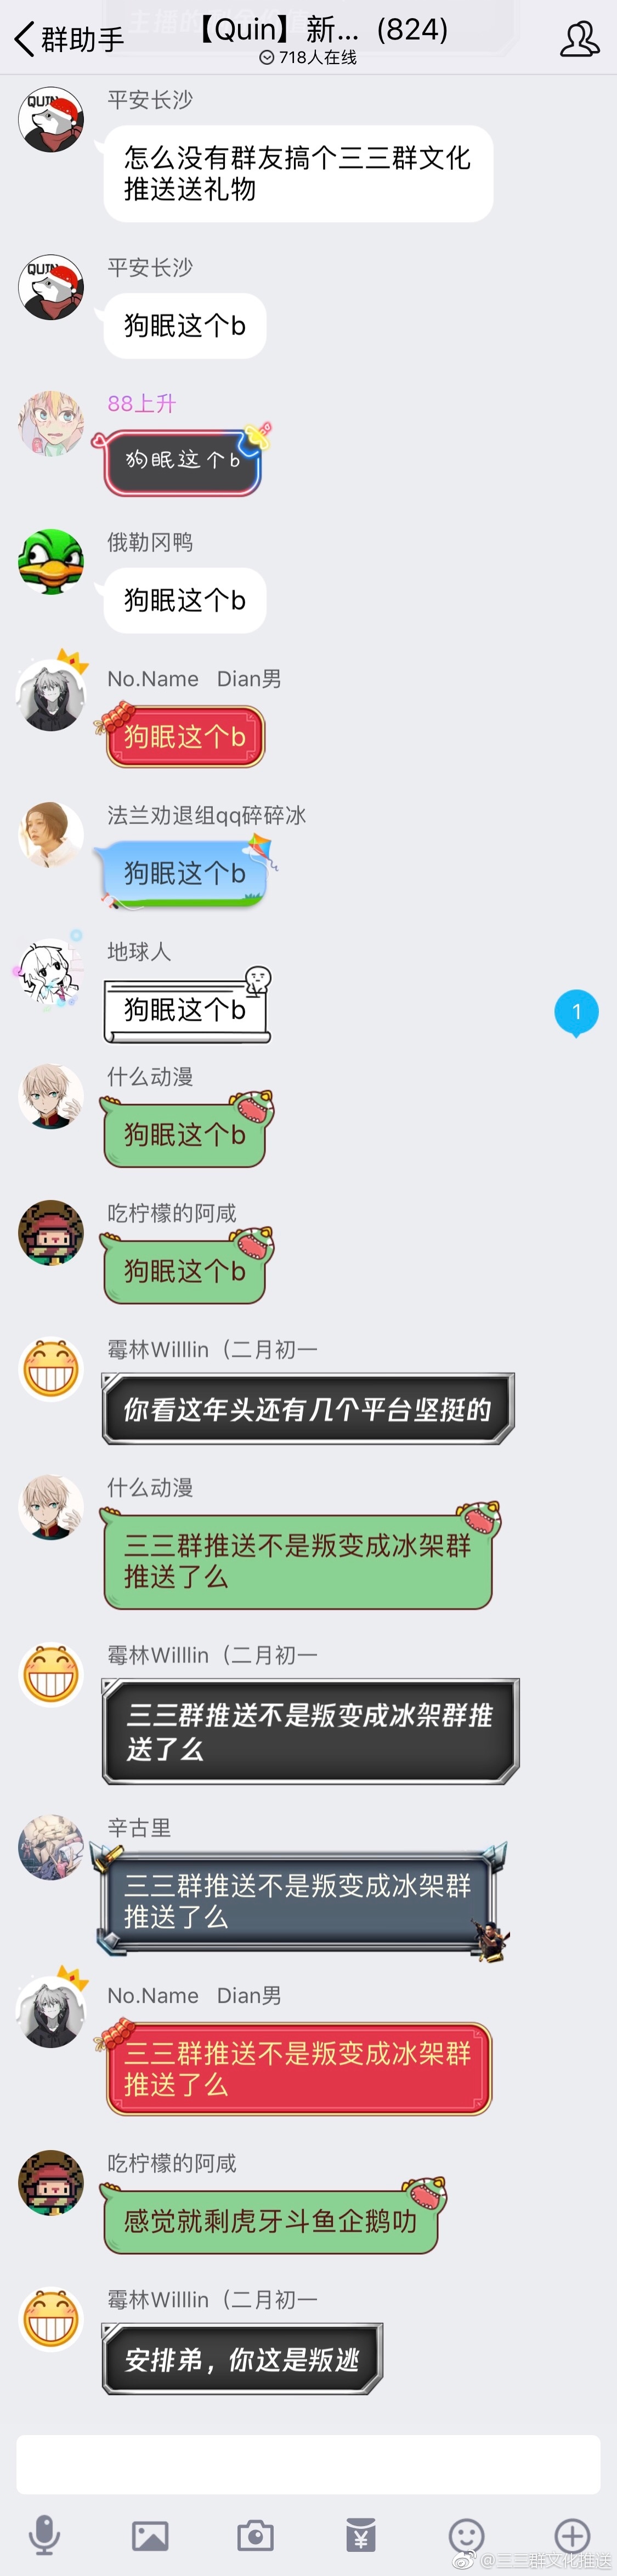 群助手
【Quin】新... (824)
718人在线
平安长沙
怎么没有群友搞个三三群文化
推送送礼物
平安长沙
狗眠这个b
88上升
狗眠这个b
俄勒冈鸭
狗眠这个b
No.Name Dian男
狗眠这个b
法兰劝退组qq碎碎冰
狗眠这个b
地球人
狗眠这个b
1
什么动漫
狗眠这个b
吃柠檬的阿咸
狗眠这个b
霉林Willlin（二月初一
你看这年头还有几个平台坚挺的
什么动漫
三三群推送不是叛变成冰架群
推送了么
霉林Willlin（二月初一
三三群推送不是叛变成冰架群推
送了么
辛古里
三三群推送不是叛变成冰架群
推送了么
No.Name Dian男
三三群推送不是叛变成冰架群
推送了么
吃柠檬的阿咸
感觉就剩虎牙斗鱼企鹅叻
霉林Willlin（二月初一
安排弟，你这是叛逃
@三三群文化推送